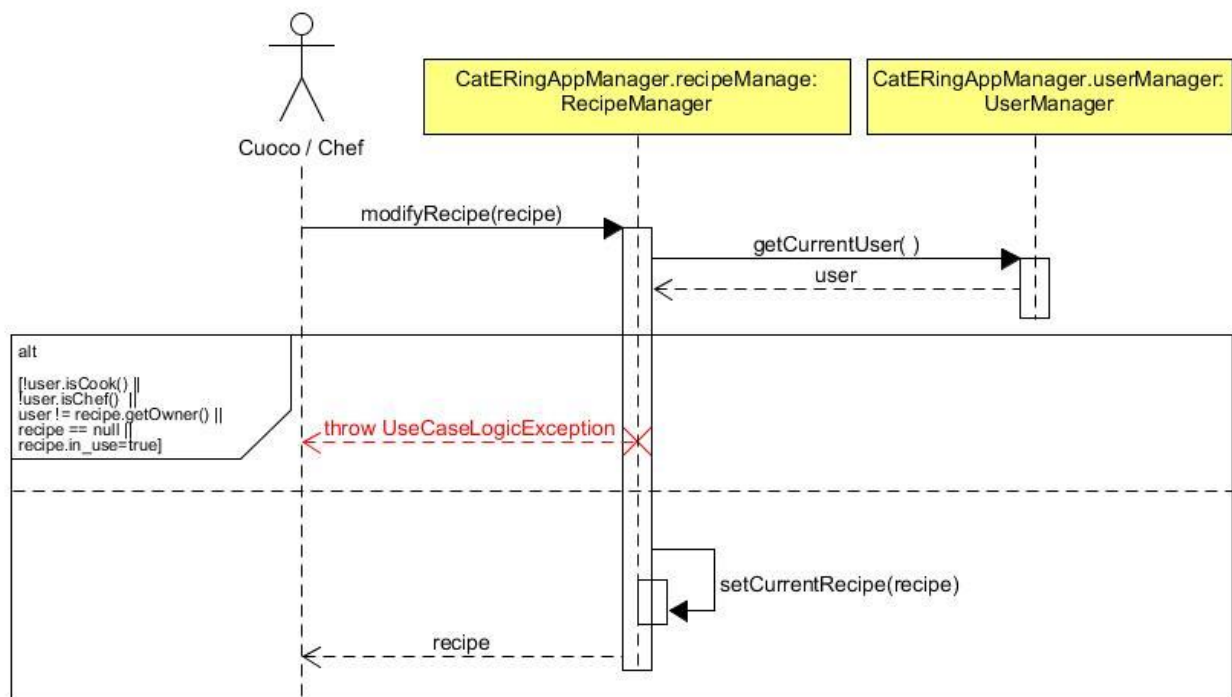 CatERingAppManager.recipeManage:
RecipeManager
CatERingAppManager.userManager:
UserManager
Cuoco / Chef
modifyRecipe(recipe)
getCurrentUser( )
user
alt
[!user.isCook() ||
!user.isChef() ||
user != recipe.getOwner() ||
recipe == null ||
recipe.in_use=true]
throw UseCaseLogicException
setCurrentRecipe(recipe)
recipe